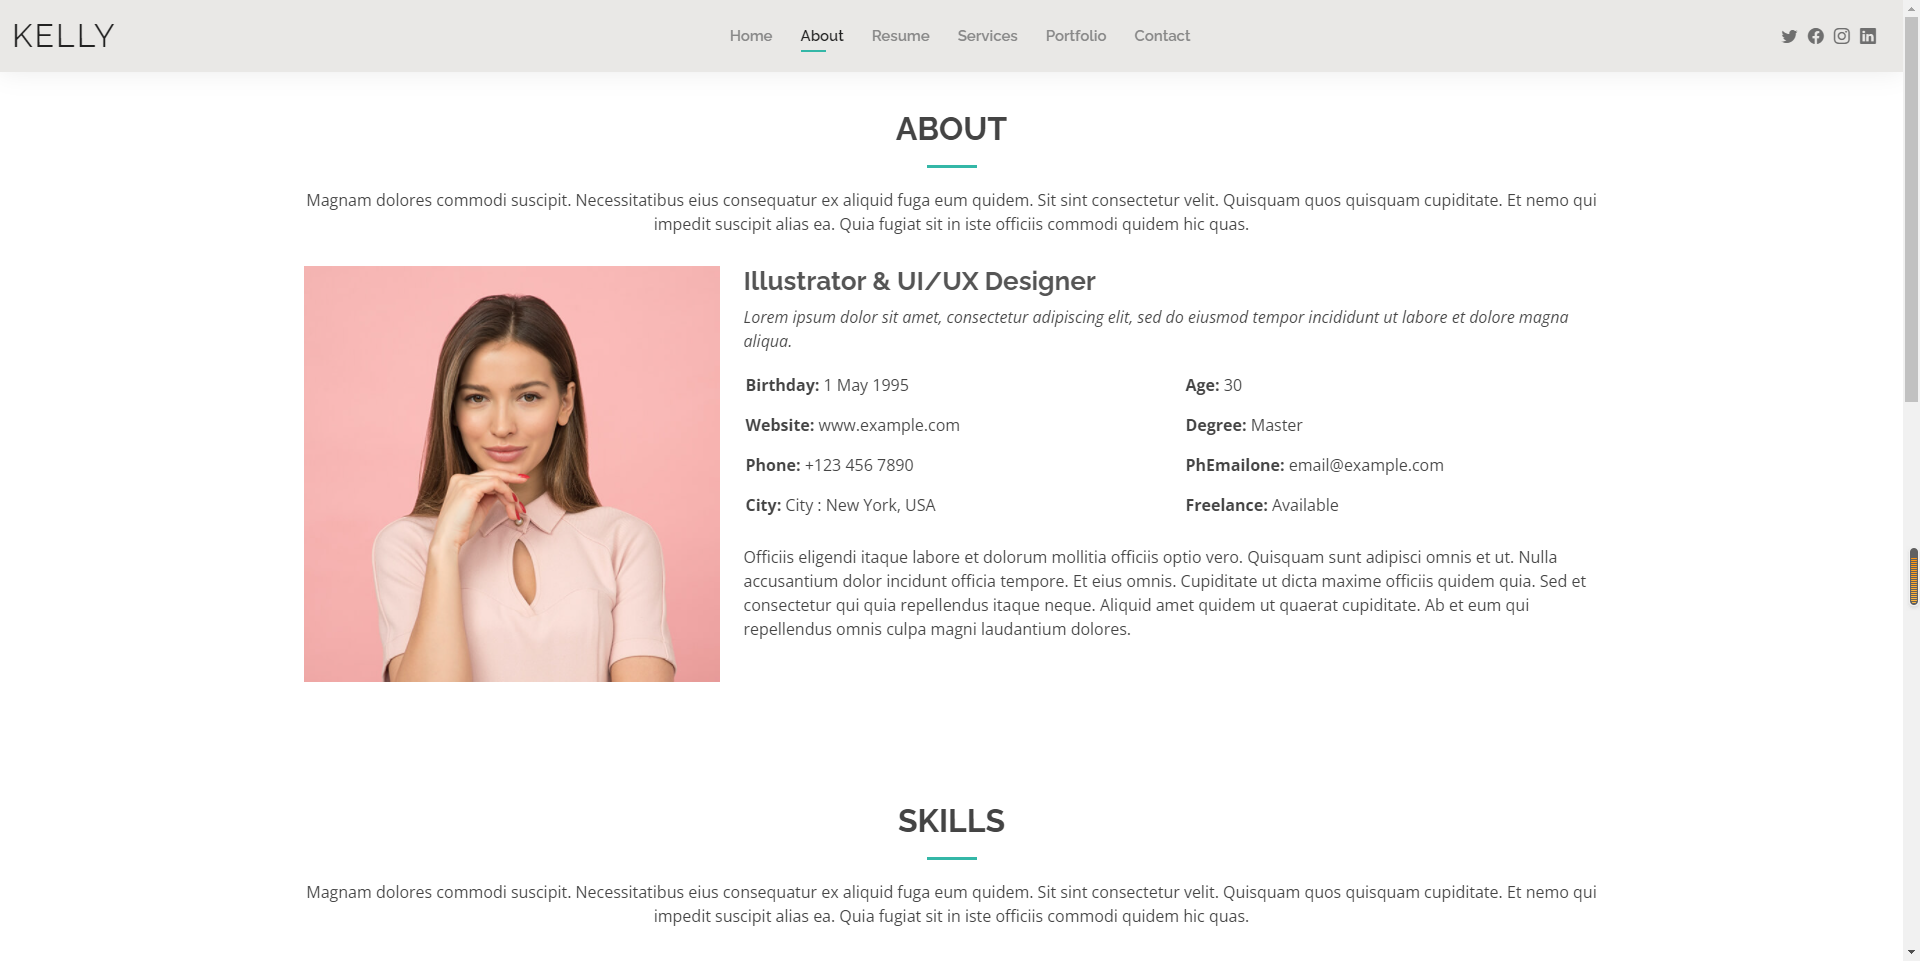 KELLY
Home About Resume Services Portfolio Contact
ABOUT
Magnam dolores commodi suscipit. Necessitatibus eius consequatur ex aliquid fuga eum quidem. Sit sint consectetur velit. Quisquam quos quisquam cupiditate. Et nemo qui
impedit suscipit alias ea. Quia fugiat sit in iste officiis commodi quidem hic quas.
Illustrator & UI/UX Designer
Lorem ipsum dolor sit amet, consectetur adipiscing elit, sed do eiusmod tempor incididunt ut labore et dolore magna
aliqua.
Birthday: 1 May 1995
Age: 30
Website: www.example.com
Degree: Master
Phone: +123 456 7890
PhEmailone: email@example.com
City: City : New York, USA
Freelance: Available
Officiis eligendi itaque labore et dolorum mollitia officiis optio vero. Quisquam sunt adipisci omnis et ut. Nulla
accusantium dolor incidunt officia tempore. Et eius omnis. Cupiditate ut dicta maxime officiis quidem quia. Sed et
consectetur qui quia repellendus itaque neque. Aliquid amet quidem ut quaerat cupiditate. Ab et eum qui
repellendus omnis culpa magni laudantium dolores.
SKILLS
Magnam dolores commodi suscipit. Necessitatibus eius consequatur ex aliquid fuga eum quidem. Sit sint consectetur velit. Quisquam quos quisquam cupiditate. Et nemo qui
impedit suscipit alias ea. Quia fugiat sit in iste officiis commodi quidem hic quas.